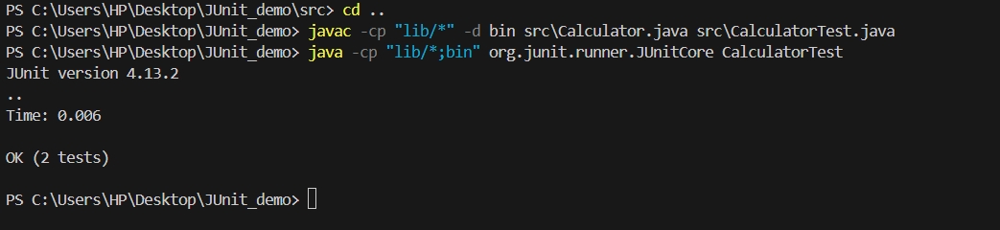 PS C:\Users\HP\Desktop\JUnit_demo\src> cd ..
PS C:\Users\HP\Desktop\JUnit_demo> javac -cp "lib/*" -d bin src\Calculator.java src\CalculatorTest.java
PS C:\Users\HP\Desktop\JUnit_demo> java -cp "lib/*;bin" org.junit.runner.JUnitCore CalculatorTest
JUnit version 4.13.2
..
Time: 0.006
OK (2 tests)
PS C:\Users\HP\Desktop\JUnit_demo>